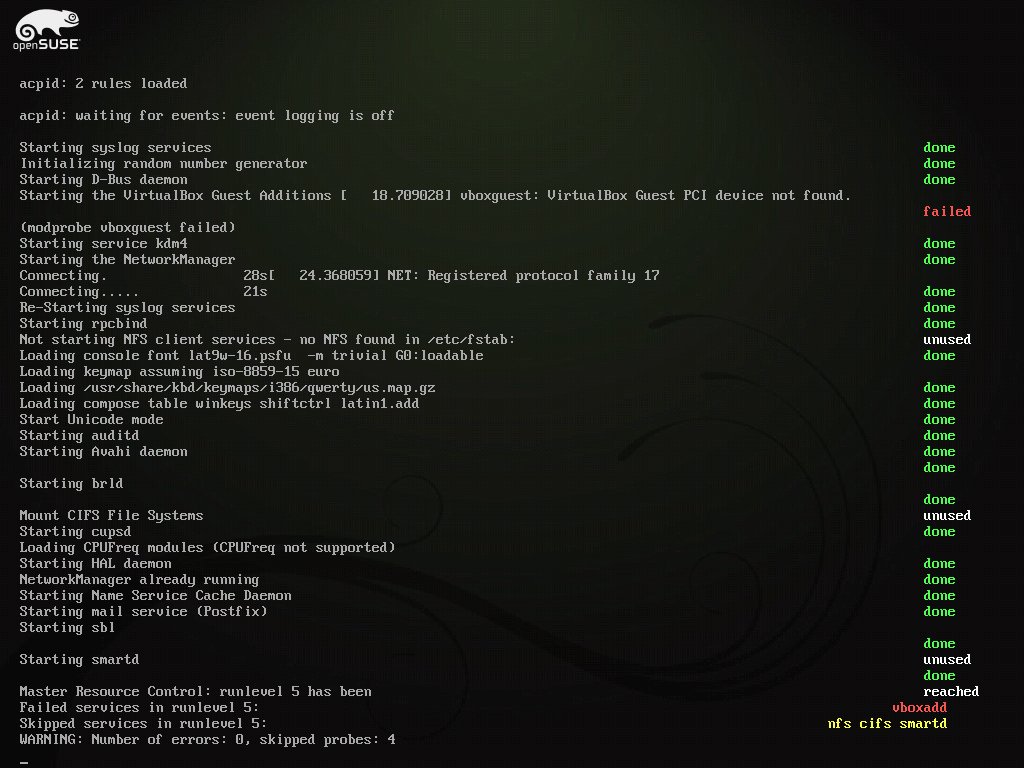 openSUSE
acpid: 2 rules loaded
acpid: waiting for events: event logging is off
Starting syslog services done
Initializing random number generator done
Starting D-Bus daemon done
Starting the VirtualBox Guest Additions [   18.709028] vboxguest: VirtualBox Guest PCI device not found.
failed
(modprobe vboxguest failed)
Starting service kdm4 done
Starting the NetworkManager done
Connecting. 28s[   24.368059] NET: Registered protocol family 17
Connecting..... 21s done
Re-Starting syslog services done
Starting rpcbind done
Not starting NFS client services - no NFS found in /etc/fstab: unused
Loading console font lat9w-16.psfu  -m trivial G0:loadable done
Loading keymap assuming iso-8859-15 euro
Loading /usr/share/kbd/keymaps/i386/qwerty/us.map.gz done
Loading compose table winkeys shiftctrl latin1.add done
Start Unicode mode done
Starting auditd done
Starting Avahi daemon done
done
Starting brld
done
Mount CIFS File Systems unused
Starting cupsd done
Loading CPUFreq modules (CPUFreq not supported)
Starting HAL daemon done
NetworkManager already running done
Starting Name Service Cache Daemon done
Starting mail service (Postfix) done
Starting sbl
done
Starting smartd unused
done
Master Resource Control: runlevel 5 has been reached
Failed services in runlevel 5: vboxadd
Skipped services in runlevel 5: nfs cifs smartd
WARNING: Number of errors: 0, skipped probes: 4
_